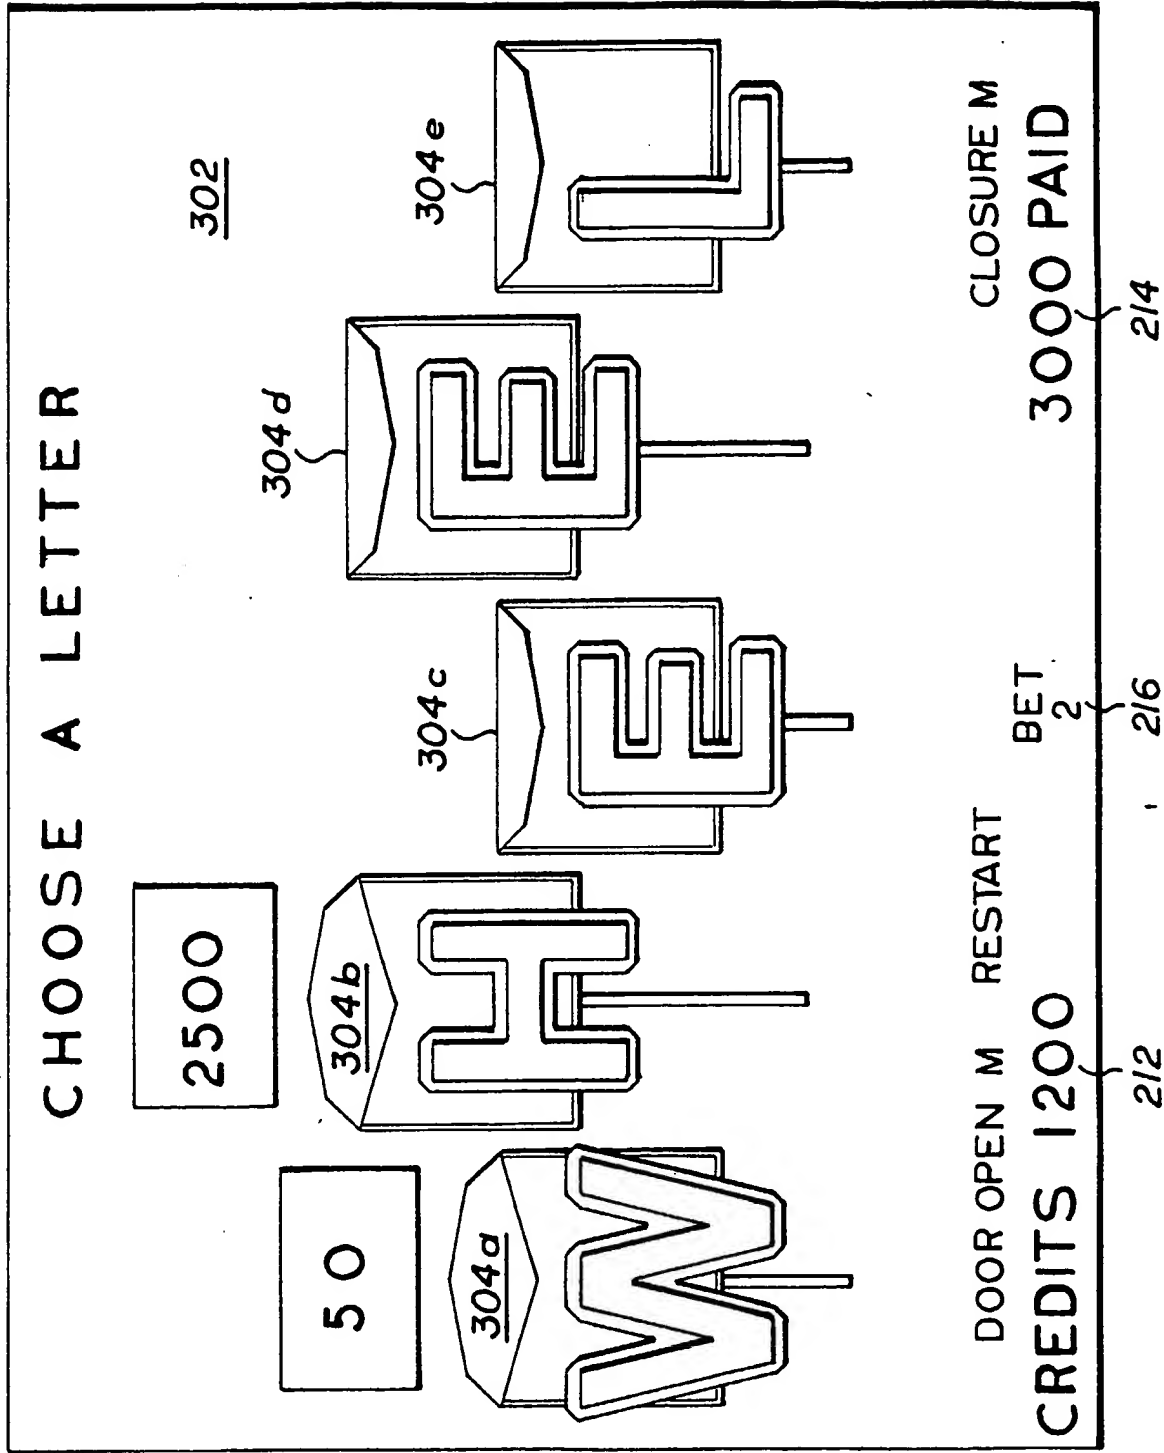 CHOOSE A LETTER
2500
50
302
304d
304b
304c
304e
304a
H
E
W
E
L
DOOR OPEN M RESTART CLOSURE M
BET
CREDITS 1200 2 3000 PAID
212 216 214